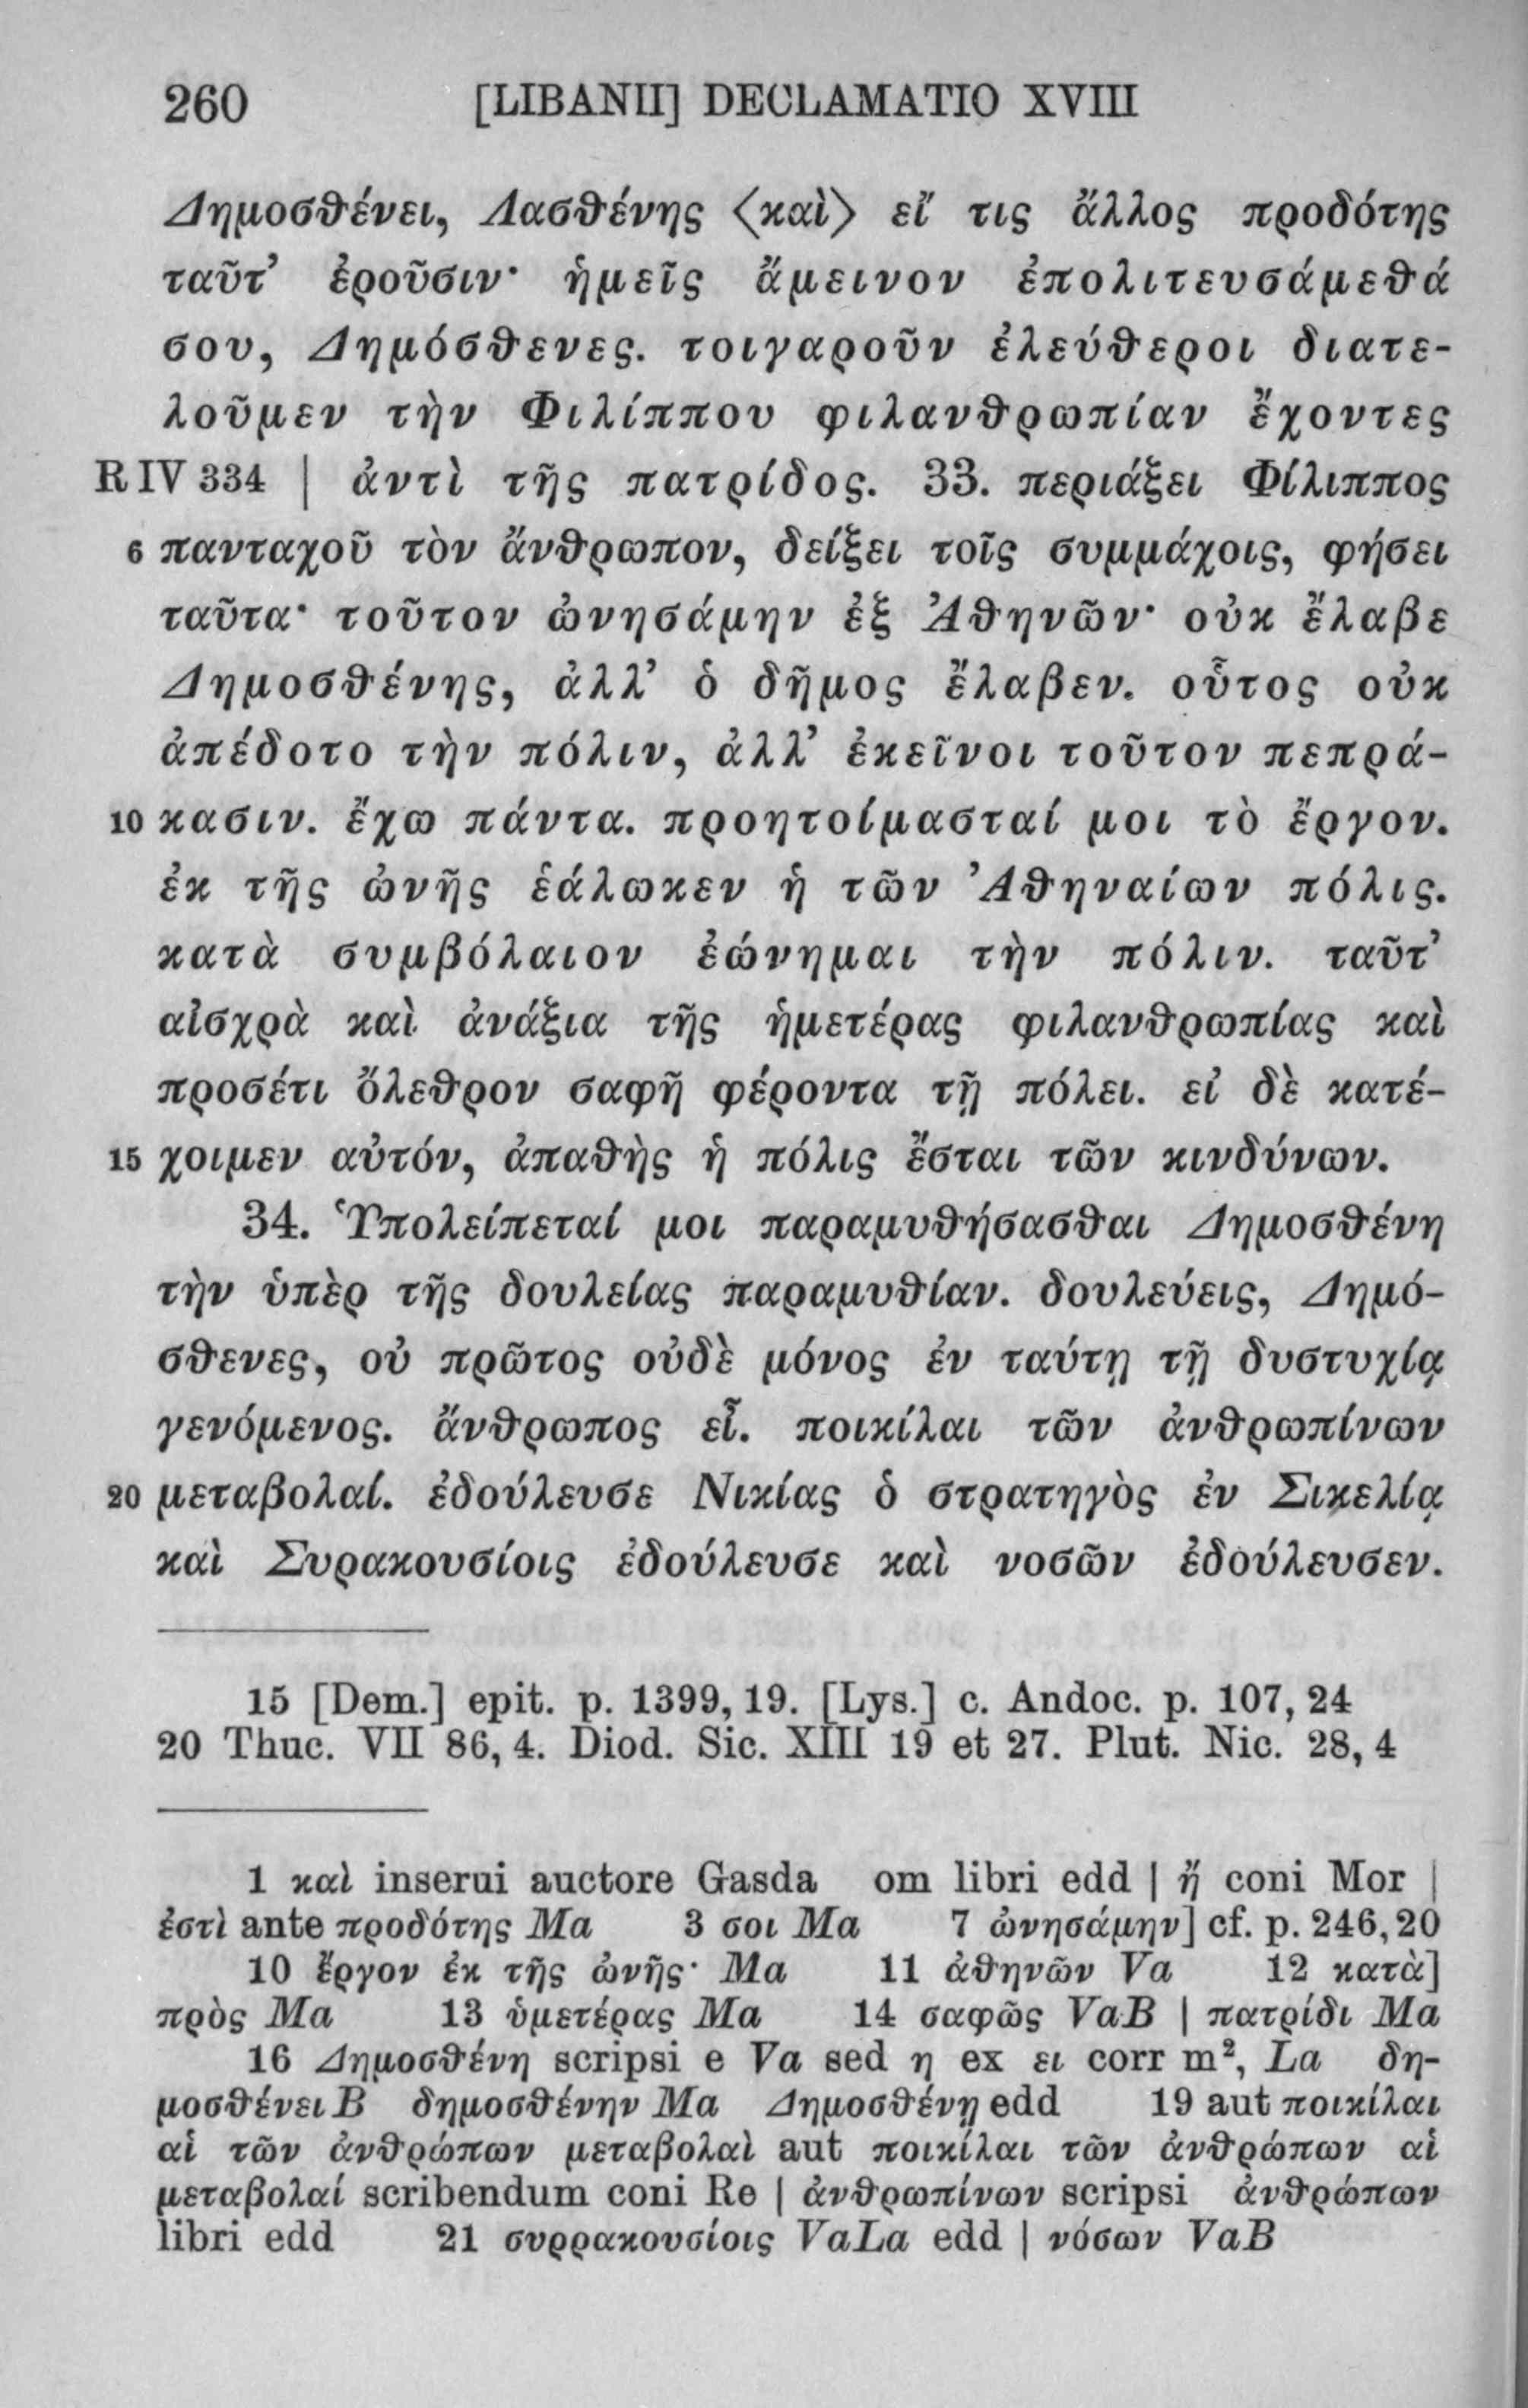 260 [LIBANII] DECLAMATIO XVIII
Δημοσθένει, Λασθένης ⟨καὶ⟩ εἴ τις ἄλλος προδότης
ταῦτ’ ἐροῦσιν· ἡμεῖς ἄμεινον ἐπολιτευσάμεθά
σου, Δημόσθενες. τοιγαροῦν ἐλεύθεροι διατε-
λοῦμεν τὴν Φιλίππου φιλανθρωπίαν ἔχοντες
R IV 334 | ἀντὶ τῆς πατρίδος. 33. περιάξει Φίλιππος
6 πανταχοῦ τὸν ἄνθρωπον, δείξει τοῖς συμμάχοις, φήσει
ταῦτα· τοῦτον ὠνησάμην ἐξ Ἀθηνῶν· οὐκ ἔλαβε
Δημοσθένης, ἀλλ’ ὁ δῆμος ἔλαβεν. οὗτος οὐκ
ἀπέδοτο τὴν πόλιν, ἀλλ’ ἐκεῖνοι τοῦτον πεπρά-
10 κασιν. ἔχω πάντα. προητοίμασταί μοι τὸ ἔργον.
ἐκ τῆς ὠνῆς ἑάλωκεν ἡ τῶν Ἀθηναίων πόλις.
κατὰ συμβόλαιον ἐώνημαι τὴν πόλιν. ταῦτ’
αἰσχρὰ καὶ ἀνάξια τῆς ἡμετέρας φιλανθρωπίας καὶ
προσέτι ὄλεθρον σαφῆ φέροντα τῇ πόλει. εἰ δὲ κατέ-
15 χοιμεν αὐτόν, ἀπαθὴς ἡ πόλις ἔσται τῶν κινδύνων.
34. Ὑπολείπεταί μοι παραμυθήσασθαι Δημοσθένη
τὴν ὑπὲρ τῆς δουλείας παραμυθίαν. δουλεύεις, Δημό-
σθενες, οὐ πρῶτος οὐδὲ μόνος ἐν ταύτῃ τῇ δυστυχίᾳ
γενόμενος. ἄνθρωπος εἶ. ποικίλαι τῶν ἀνθρωπίνων
20 μεταβολαί. ἐδούλευσε Νικίας ὁ στρατηγὸς ἐν Σικελίᾳ
καὶ Συρακουσίοις ἐδούλευσε καὶ νοσῶν ἐδούλευσεν.
15 [Dem.] epit. p. 1399, 19. [Lys.] c. Andoc. p. 107, 24
20 Thuc. VII 86, 4. Diod. Sic. XIII 19 et 27. Plut. Nic. 28, 4
1 καὶ inserui auctore Gasda om libri edd | ἤ coni Mor |
ἐστὶ ante προδότης Ma 3 σοι Ma 7 ὠνησάμην] cf. p. 246, 20
10 ἔργον ἐκ τῆς ὠνῆς· Ma 11 ἀθηνῶν Va 12 κατὰ]
πρὸς Ma 13 ὑμετέρας Ma 14 σαφῶς VaB | πατρίδι Ma
16 Δημοσθένη scripsi e Va sed η ex ει corr m², La δη-
μοσθένει B δημοσθένην Ma Δημοσθένῃ edd 19 aut ποικίλαι
αἱ τῶν ἀνθρώπων μεταβολαὶ aut ποικίλαι τῶν ἀνθρώπων αἱ
μεταβολαί scribendum coni Re | ἀνθρωπίνων scripsi ἀνθρώπων
libri edd 21 συρρακουσίοις VaLa edd | νόσων VaB